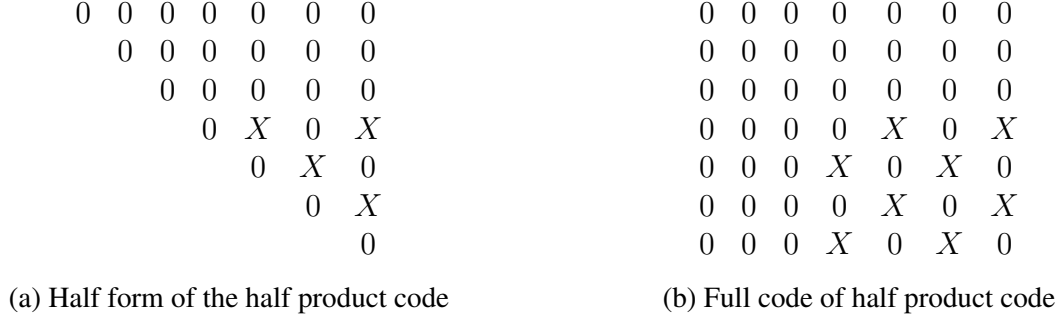 0 0 0 0 0 0 0
0 0 0 0 0 0
0 0 0 0 0
0 X 0 X
0 X 0
0 X
0
(a) Half form of the half product code
0 0 0 0 0 0 0
0 0 0 0 0 0 0
0 0 0 0 0 0 0
0 0 0 0 X 0 X
0 0 0 X 0 X 0
0 0 0 0 X 0 X
0 0 0 X 0 X 0
(b) Full code of half product code